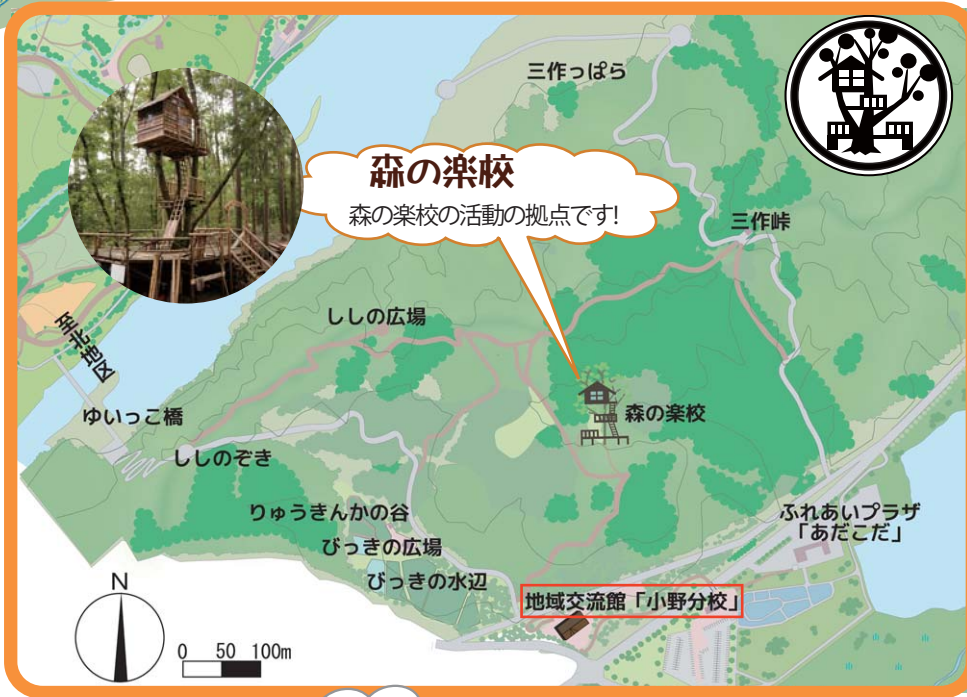 三作っぱら
森の楽校
森の楽校の活動の拠点です!
三作峠
ししの広場
至北地区
ゆいっこ橋
森の楽校
ししのぞき
りゅうきんかの谷
ふれあいプラザ
「あだこだ」
びっきの広場
びっきの水辺
地域交流館「小野分校」
N
0 50 100m